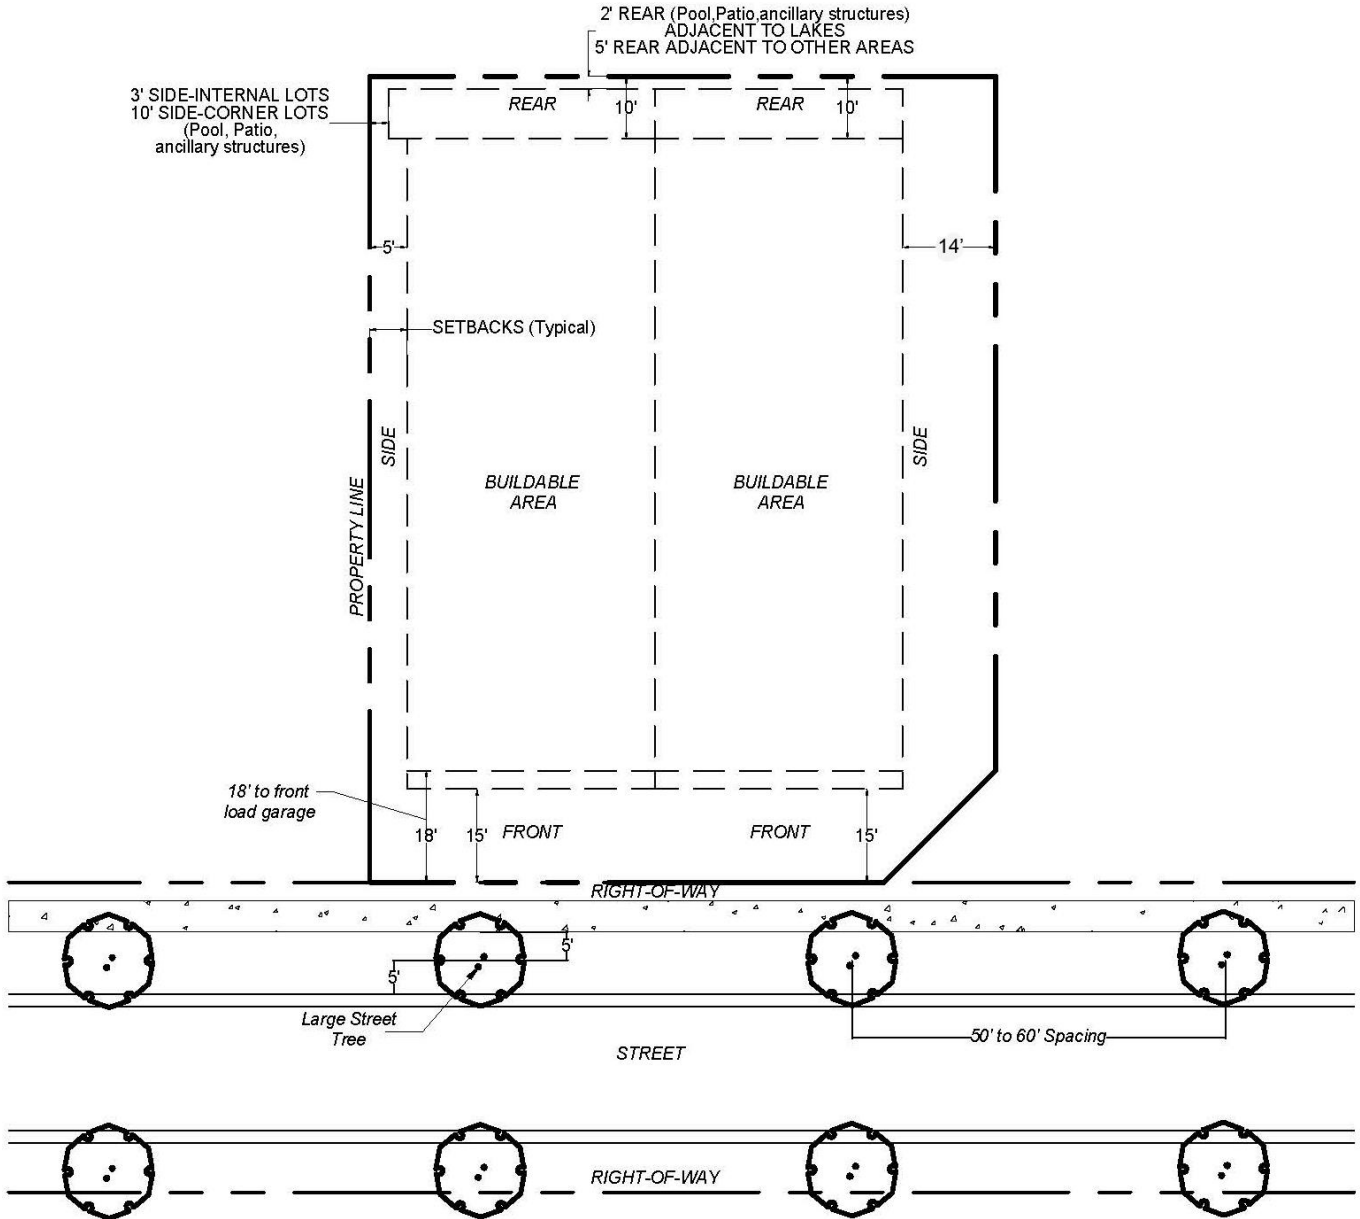 2' REAR (Pool,Patio,ancillary structures)
ADJACENT TO LAKES
5' REAR ADJACENT TO OTHER AREAS
3' SIDE-INTERNAL LOTS
10' SIDE-CORNER LOTS
(Pool, Patio,
ancillary structures)
REAR
10'
REAR
10'
5'
14'
SETBACKS (Typical)
SIDE
SIDE
PROPERTY LINE
BUILDABLE
AREA
BUILDABLE
AREA
18' to front
load garage
18'
15'
FRONT
FRONT
15'
RIGHT-OF-WAY
5'
5'
Large Street
Tree
50' to 60' Spacing
STREET
RIGHT-OF-WAY